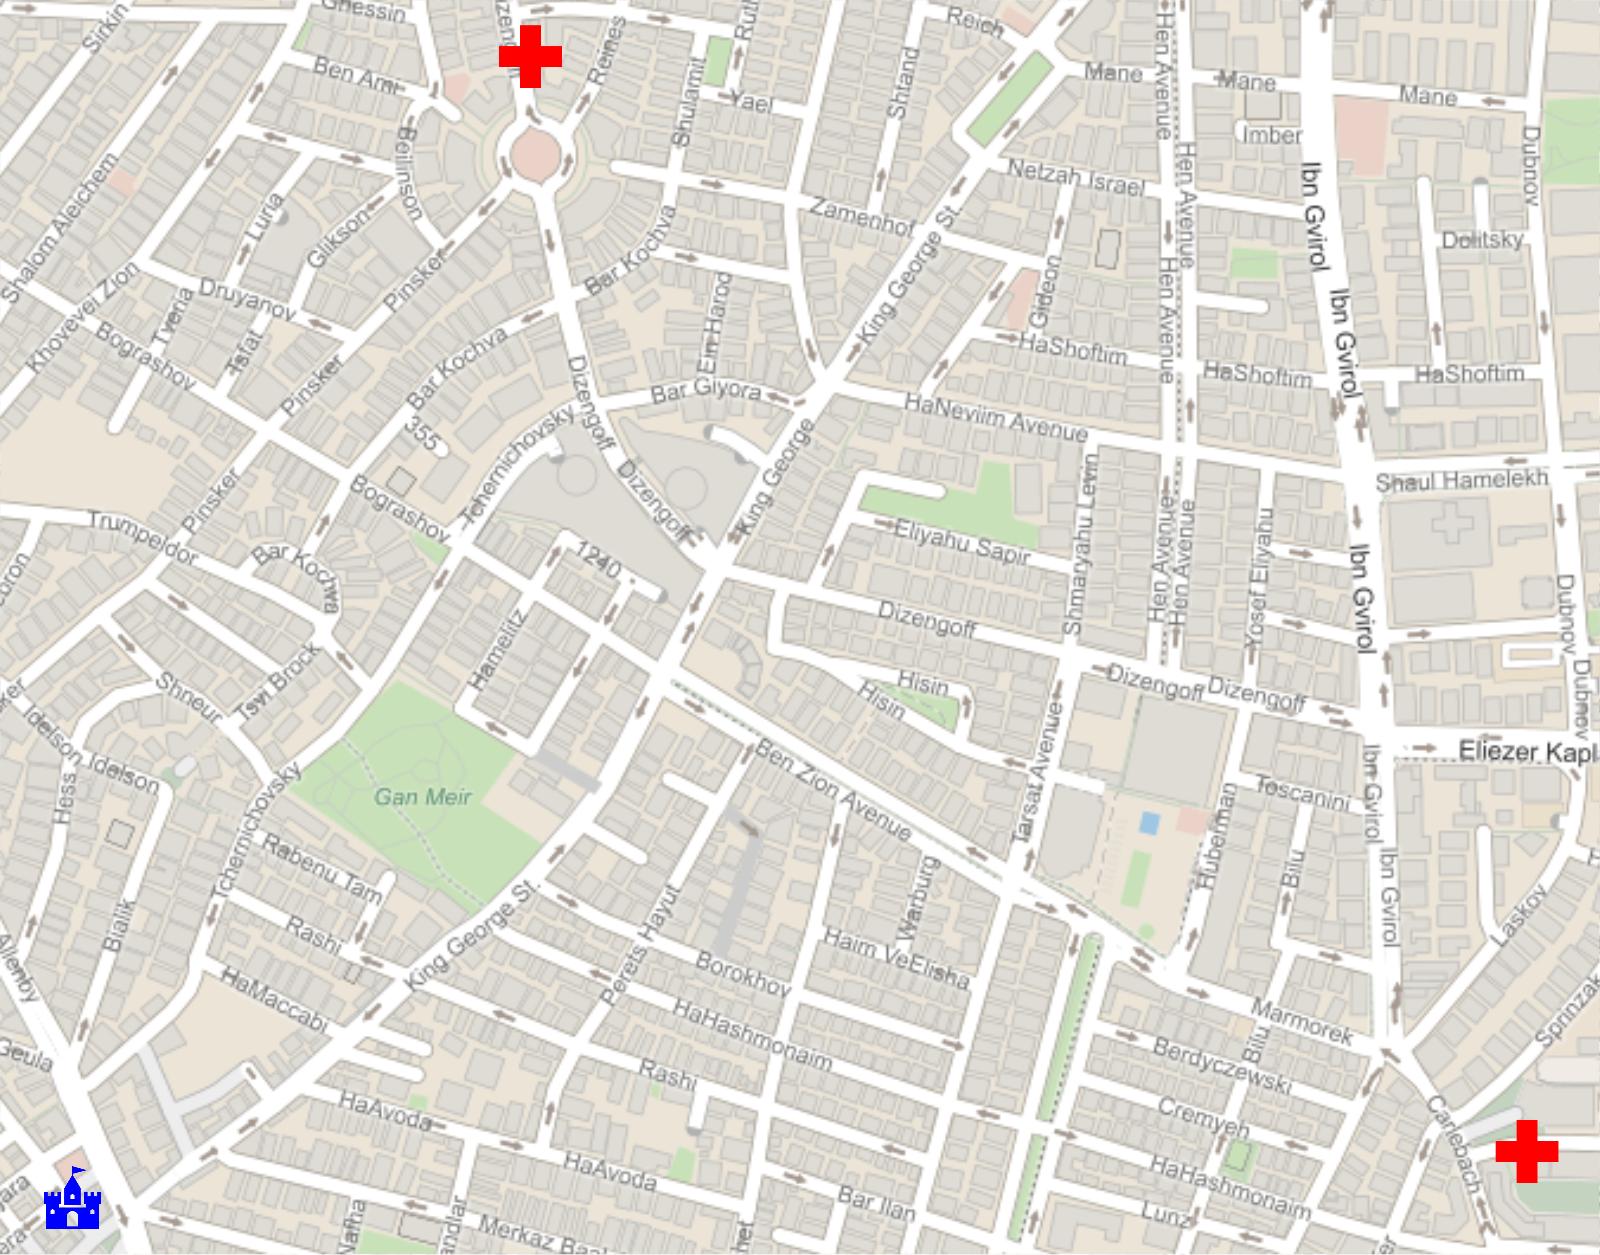 Sirkin
Ghessin
Reines
Reich
Hen Avenue
Ben Ami
Shulamit
Yael
Shtand
Mane
Mane
Mane
Imber
Dubnov
Beilinson
Hen Avenue
Ibn Gvirol
Shalom Aleichem
Luria
Glikson
Zamenhof
Netzah Israel
Dolitsky
Khovevei Zion
Druyanov
Pinsker
Bar Kochva
King George St.
Gideon
Hen Avenue
Ibn Gvirol
Bograshov
Tveria
Tsfat
Ein Harod
HaShoftim
HaShoftim
HaShoftim
Pinsker
Bar Kochva
Dizengoff
Bar Giyora
HaNeviim Avenue
355
Tchernichovsky
Dizengoff
King George
Shaul Hamelekh
Pinsker
Bograshov
Shmaryahu Levin
Trumpeldor
Bar Kochva
1240
Eliyahu Sapir
Hen Avenue
Hen Avenue
Yosef Eliyahu
Ibn Gvirol
Dubnov
Hamelitz
Dizengoff
Tsvi Brock
Shneur
Hisin
Hisin
Dizengoff
Dizengoff
Dubnov
Idelson
Idelson
Hess
Gan Meir
Ben Zion Avenue
Tarsat Avenue
Eliezer Kapl
Toscanini
Ibn Gvirol
Tchernichovsky
Rabenu Tam
Huberman
Bilu
Ibn Gvirol
Laskov
Bialik
Rashi
King George St.
Perets Hayut
Warburg
Haim VeElisha
Allenby
HaMaccabi
Borokhov
HaHashmonaim
Marmorek
Sprinzak
Geula
Rashi
Bilu
Berdyczewski
HaAvoda
HaAvoda
Cremyeh
Carlebach
HaHashmonaim
Bar Ilan
Lunz
Merkaz Baal